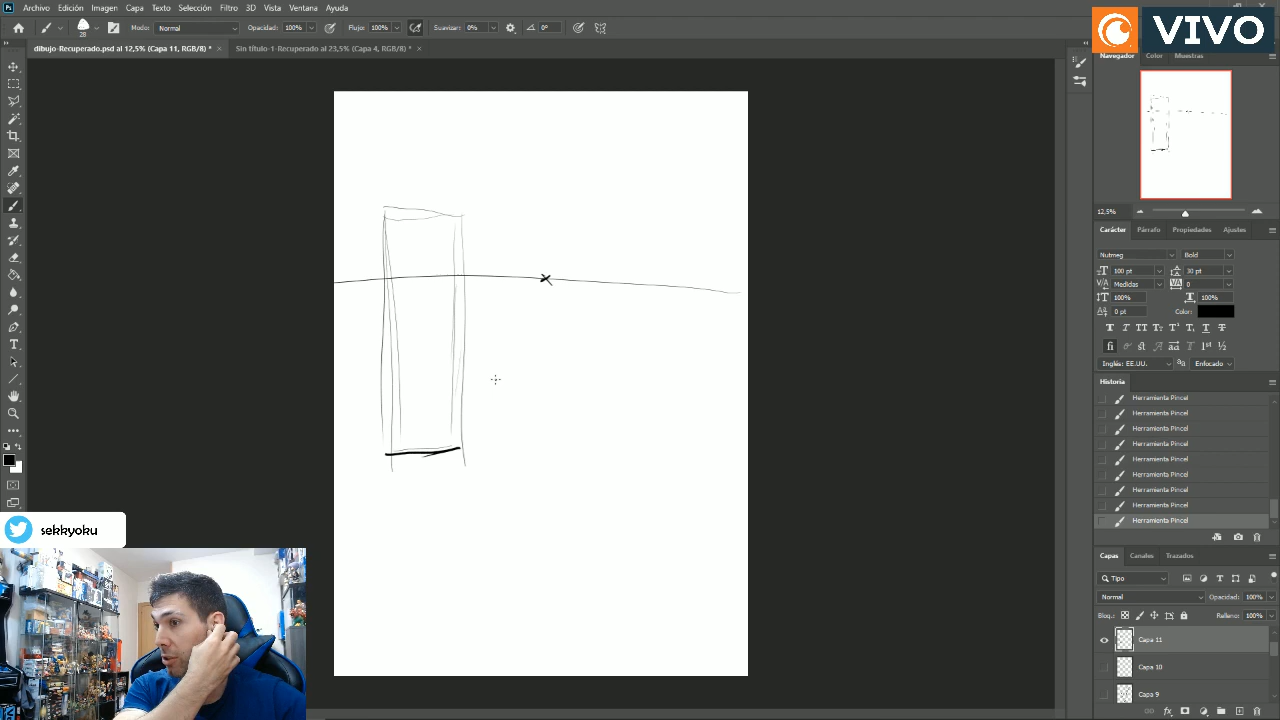 Archivo Edición Imagen Capa Texto Selección Filtro 3D Vista Ventana Ayuda
28 Modo: Normal Opacidad: 100% Flujo: 100% Suavizar: 0% 0°
dibujo-Recuperado.psd al 12,5% (Capa 11, RGB/8) * × Sin título-1-Recuperado al 23,5% (Capa 4, RGB/8) * ×
VIVO
Navegador Color Muestras
12,5%
Carácter Párrafo Propiedades Ajustes
Nutmeg Bold
100 pt 30 pt
Medidas 0
100% 100%
0 pt Color:
Inglés: EE.UU. Enfocado
Historia
Herramienta Pincel
Herramienta Pincel
Herramienta Pincel
Herramienta Pincel
Herramienta Pincel
Herramienta Pincel
Herramienta Pincel
Herramienta Pincel
Herramienta Pincel
Capas Canales Trazados
Tipo
Normal Opacidad: 100%
Bloq.: Relleno: 100%
Capa 11
Capa 10
Capa 9
sekkyoku